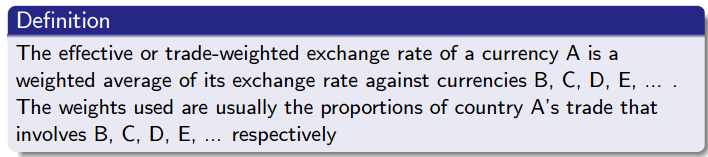 Definition
The effective or trade-weighted exchange rate of a currency A is a
weighted average of its exchange rate against currencies B, C, D, E, ... .
The weights used are usually the proportions of country A's trade that
involves B, C, D, E, ... respectively